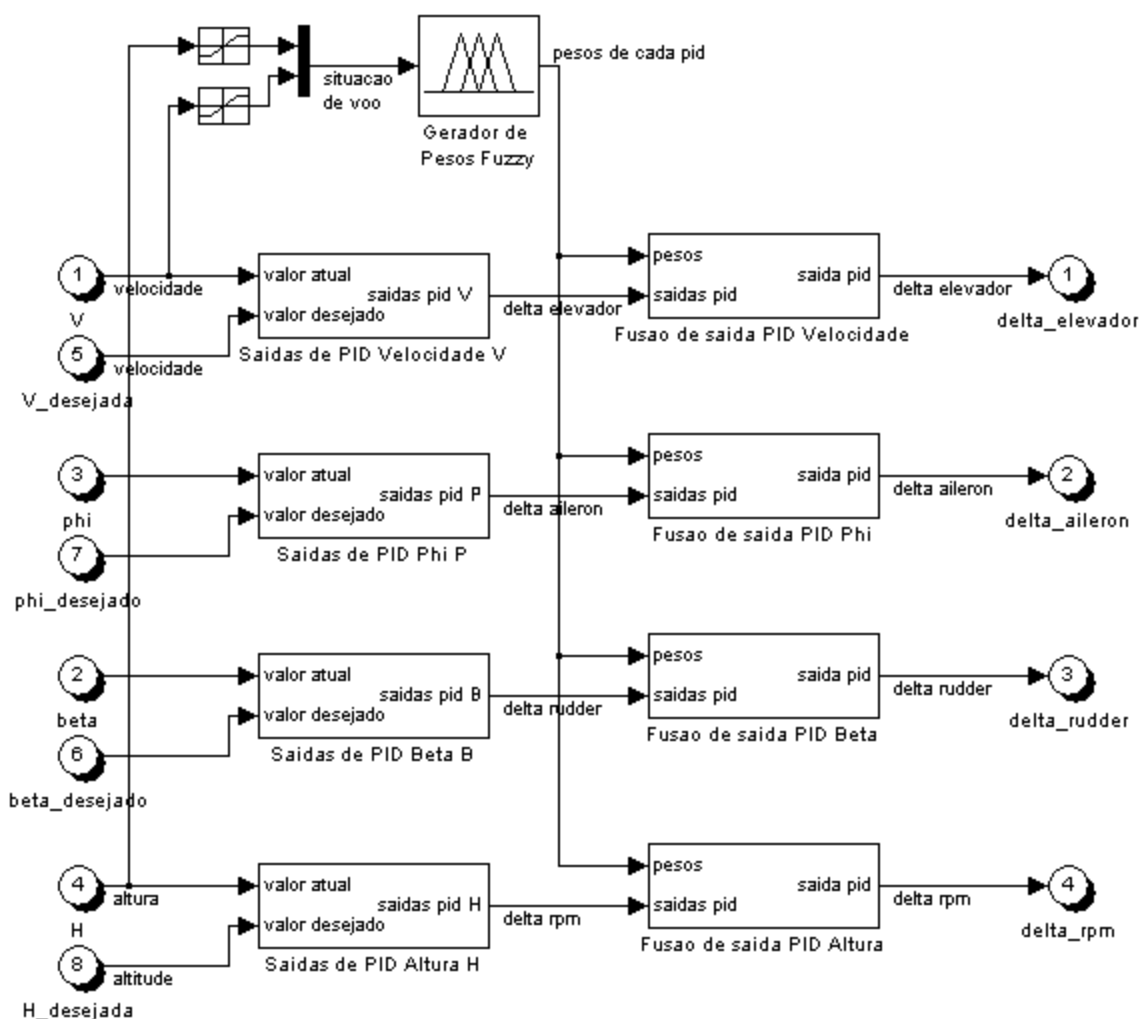 pesos de cada pid
situacao
de voo
Gerador de
Pesos Fuzzy
1
velocidade
V
5
velocidade
V_desejada
valor atual
valor desejado
saidas pid V
Saidas de PID Velocidade V
delta elevador
pesos
saidas pid
saida pid
Fusao de saida PID Velocidade
delta elevador
1
delta_elevador
3
phi
7
phi_desejado
valor atual
valor desejado
saidas pid P
Saidas de PID Phi P
delta aileron
pesos
saidas pid
saida pid
Fusao de saida PID Phi
delta aileron
2
delta_aileron
2
beta
6
beta_desejado
valor atual
valor desejado
saidas pid B
Saidas de PID Beta B
delta rudder
pesos
saidas pid
saida pid
Fusao de saida PID Beta
delta rudder
3
delta_rudder
4
altura
H
8
altitude
H_desejada
valor atual
valor desejado
saidas pid H
Saidas de PID Altura H
delta rpm
pesos
saidas pid
saida pid
Fusao de saida PID Altura
delta rpm
4
delta_rpm